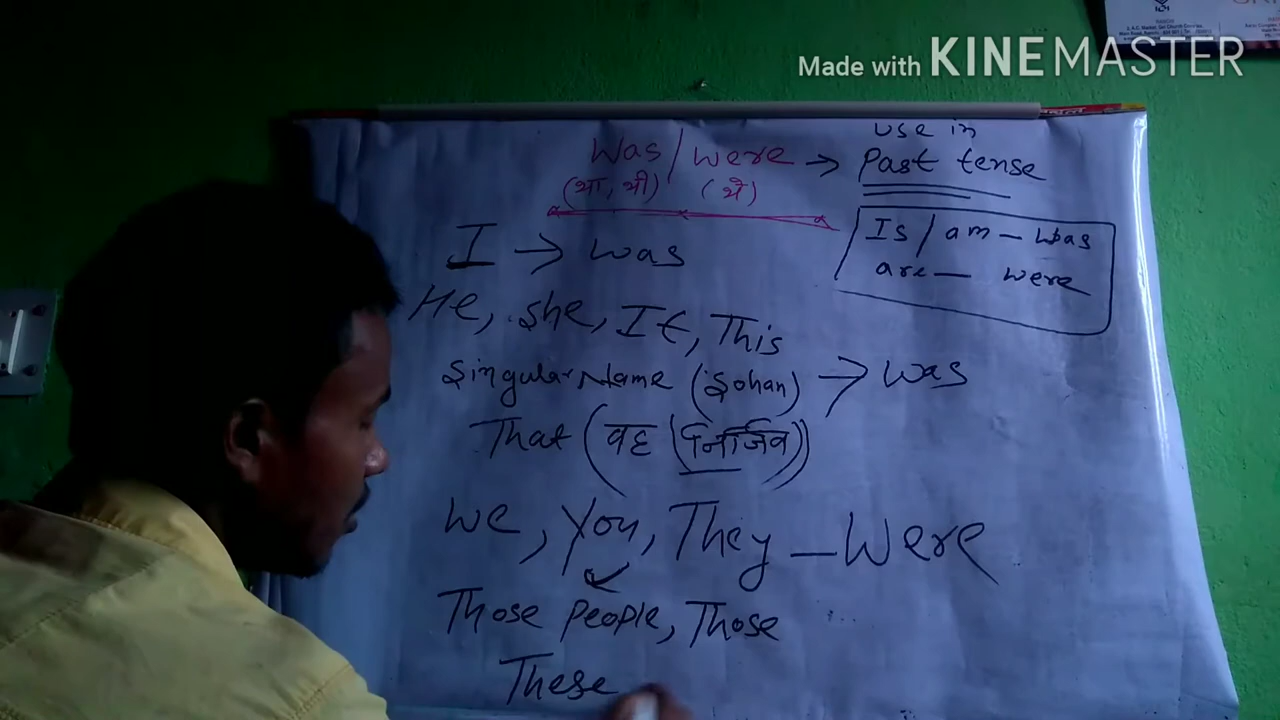 Made with KINEMASTER
use in
Was / were → Past tense
(था, थी) (थे)
Is / am — was
are — were
I → was
He, she, It, This
Singular Name (Sohan) → was
That (वह (निर्जिव))
We, You, They — Were
Those People, Those
These